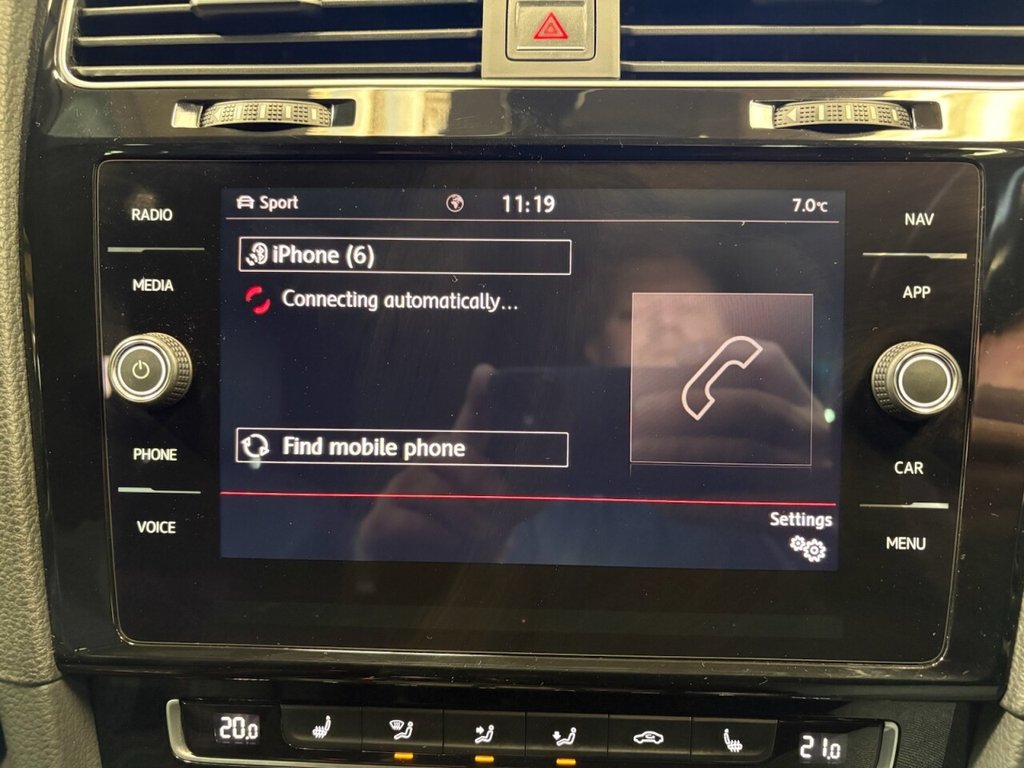 RADIO
MEDIA
PHONE
VOICE
Sport
11:19
7.0°C
iPhone (6)
Connecting automatically...
Find mobile phone
Settings
NAV
APP
CAR
MENU
20.0
21.0